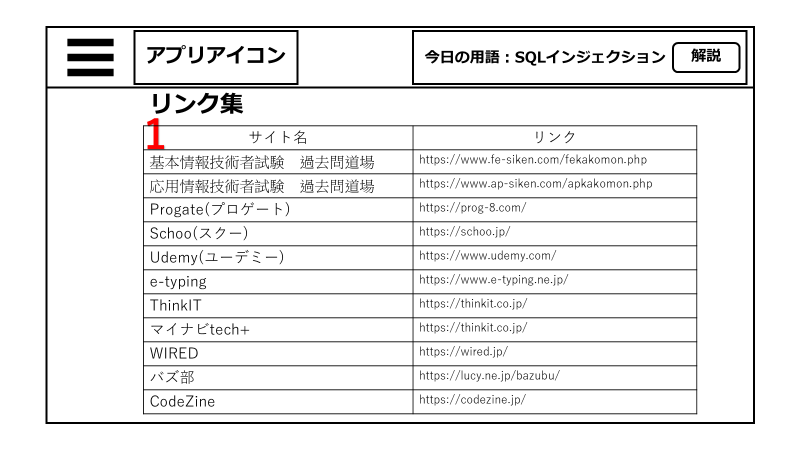 アプリアイコン
今日の用語：SQLインジェクション 解説
リンク集
1
サイト名 リンク
基本情報技術者試験　過去問道場 https://www.fe-siken.com/fekakomon.php
応用情報技術者試験　過去問道場 https://www.ap-siken.com/apkakomon.php
Progate(プロゲート) https://prog-8.com/
Schoo(スクー) https://schoo.jp/
Udemy(ユーデミー) https://www.udemy.com/
e-typing https://www.e-typing.ne.jp/
ThinkIT https://thinkit.co.jp/
マイナビtech+ https://thinkit.co.jp/
WIRED https://wired.jp/
バズ部 https://lucy.ne.jp/bazubu/
CodeZine https://codezine.jp/